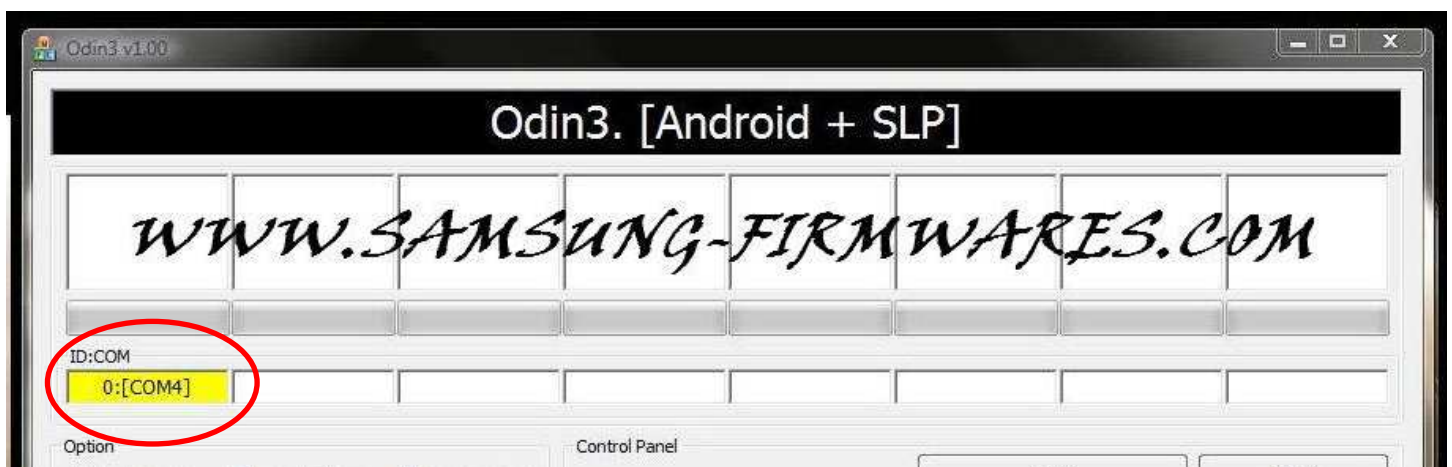 Odin3 v1.00
Odin3. [Android + SLP]
WWW.SAMSUNG-FIRMWARES.COM
ID:COM
0:[COM4]
Option
Control Panel